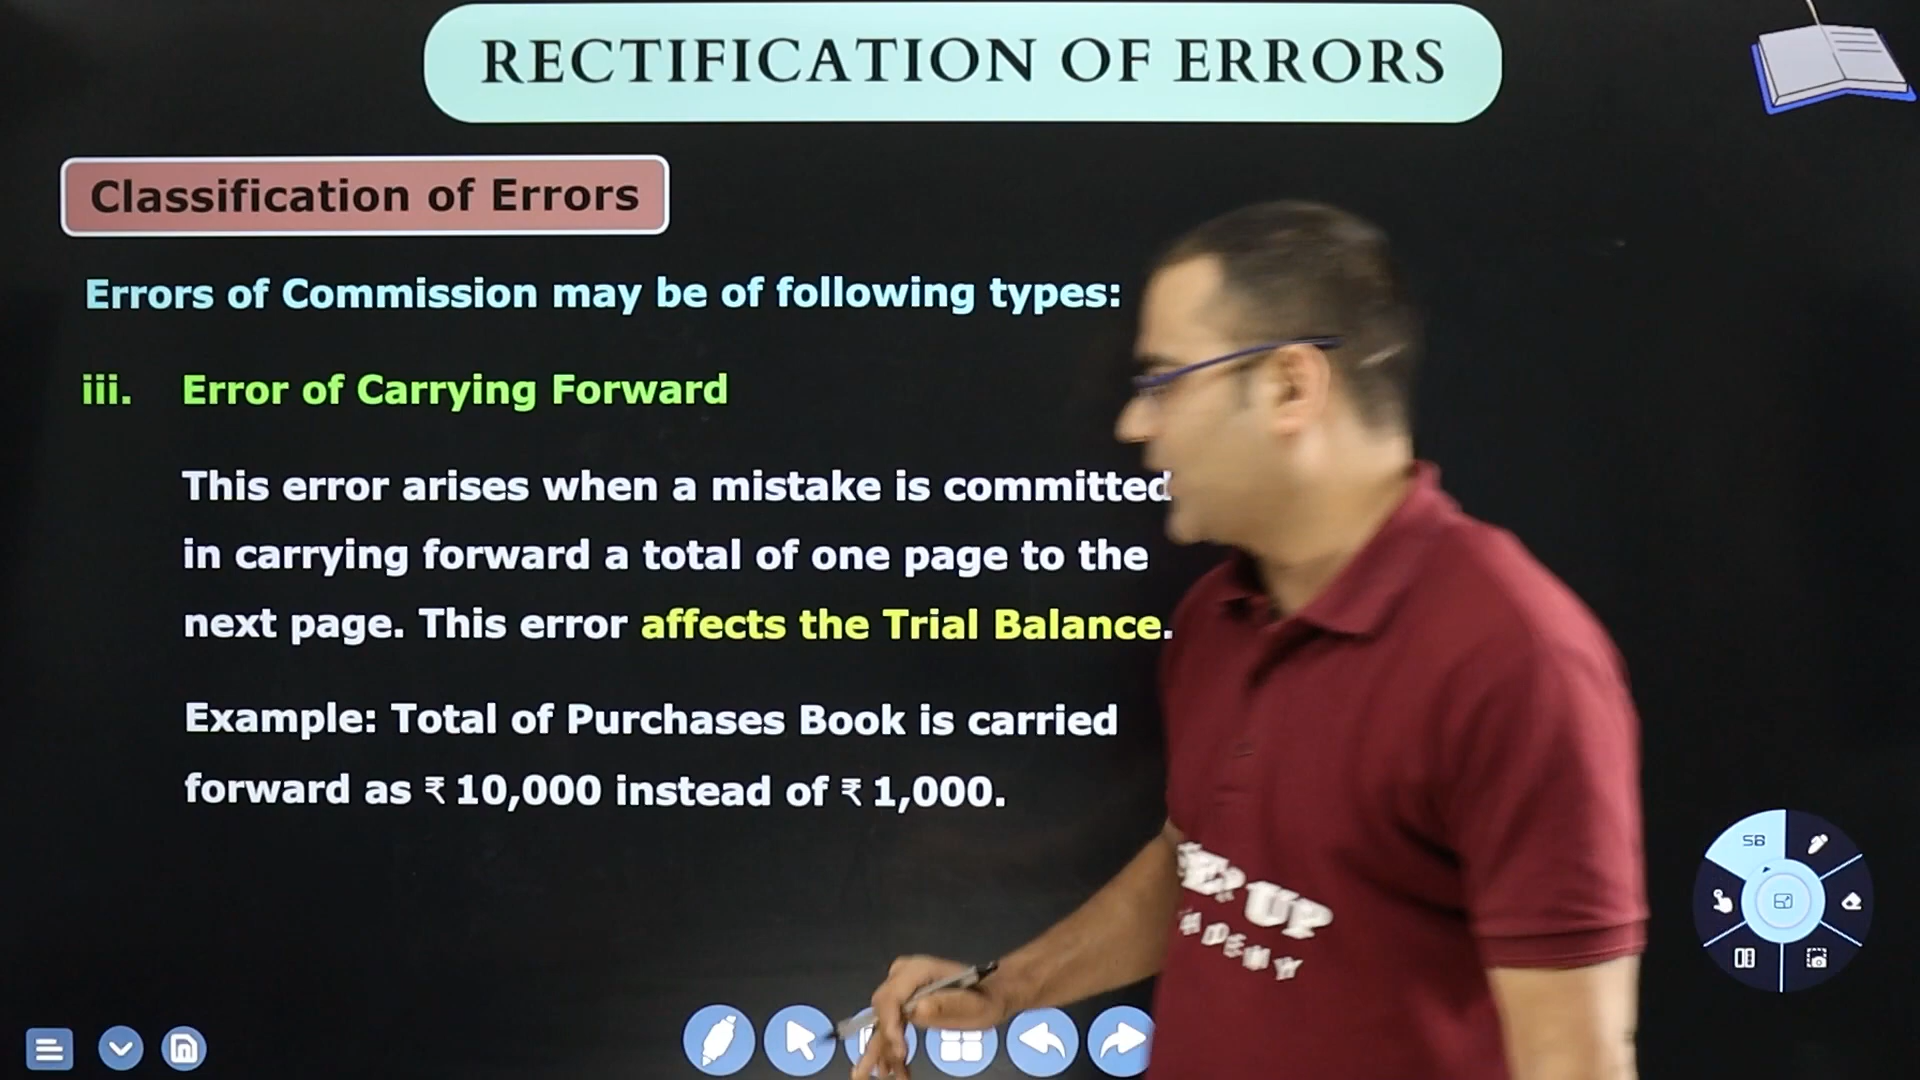 RECTIFICATION OF ERRORS
Classification of Errors
Errors of Commission may be of following types:
iii. Error of Carrying Forward
This error arises when a mistake is committed
in carrying forward a total of one page to the
next page. This error affects the Trial Balance.
Example: Total of Purchases Book is carried
forward as ₹ 10,000 instead of ₹ 1,000.
SB
UP